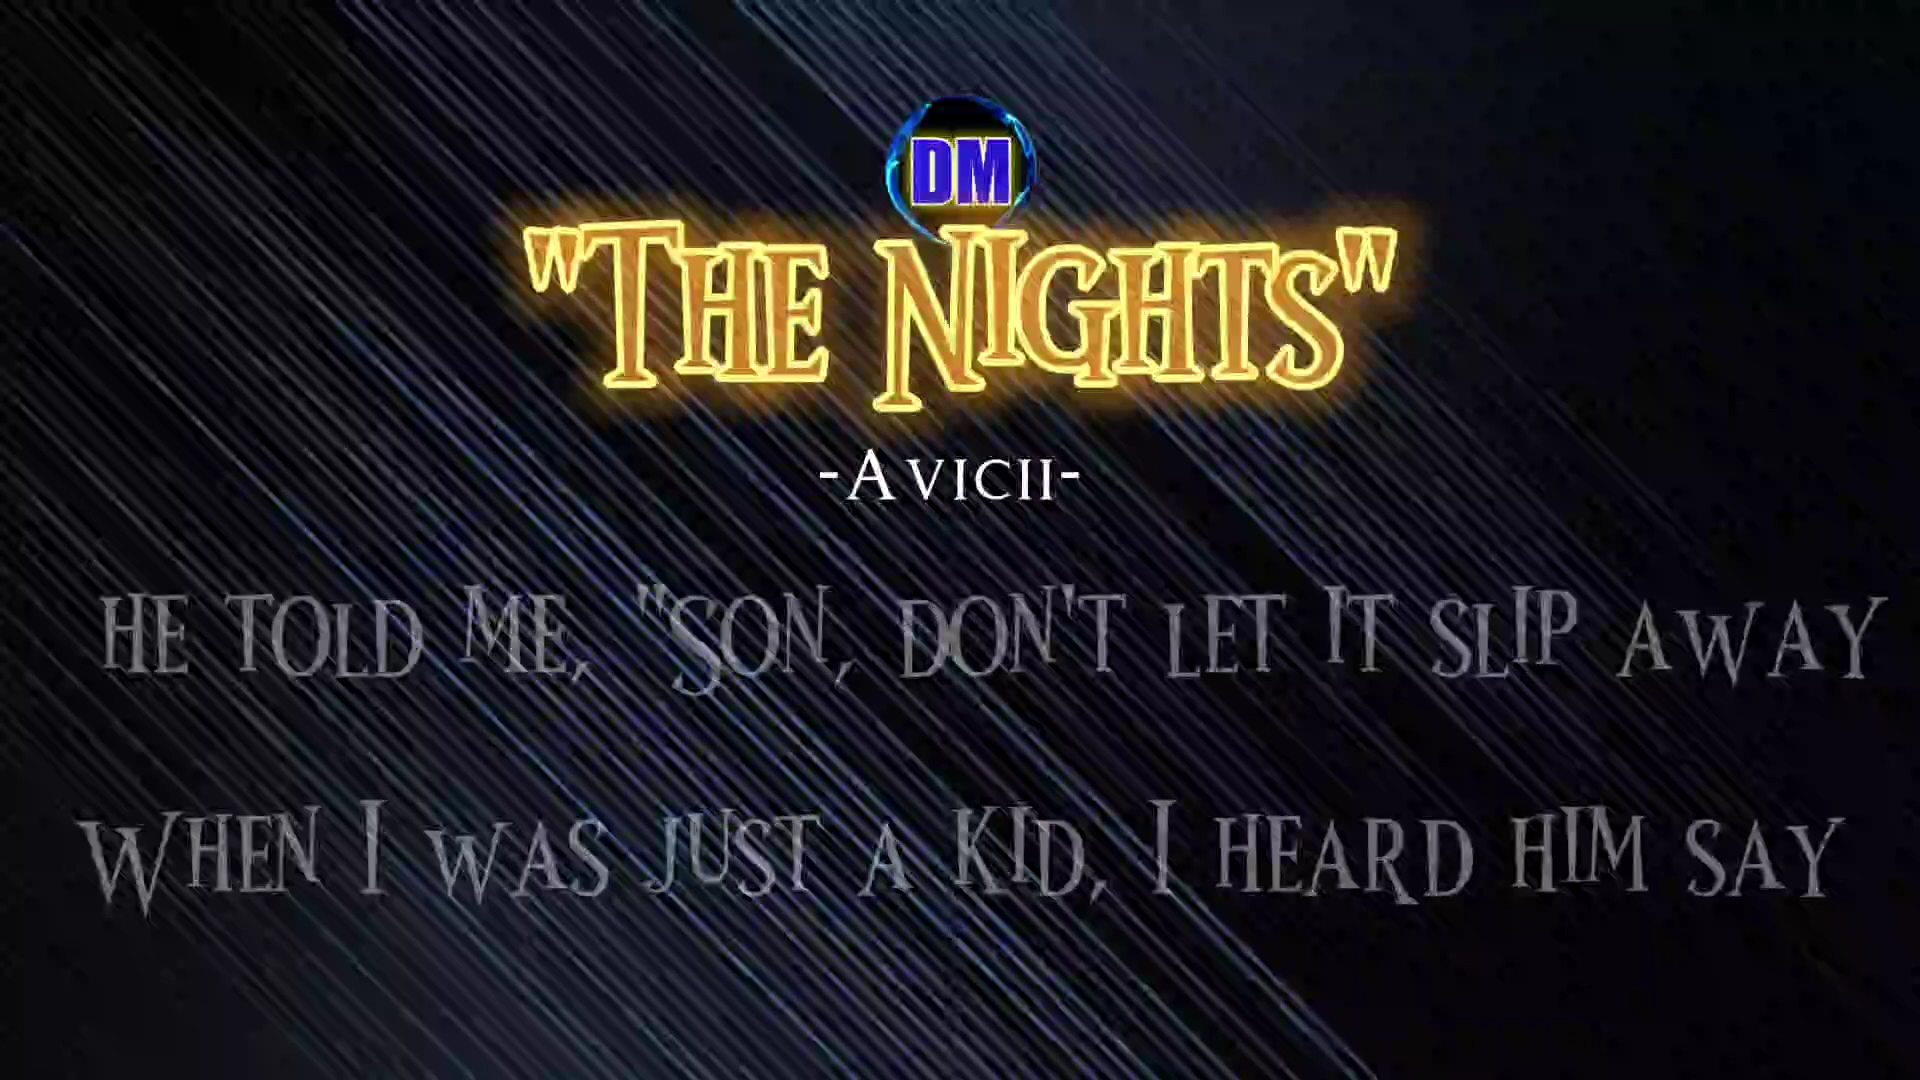 DM
"The Nights"
-Avicii-
He told me, "Son, don't let it slip away
When I was just a kid, I heard him say